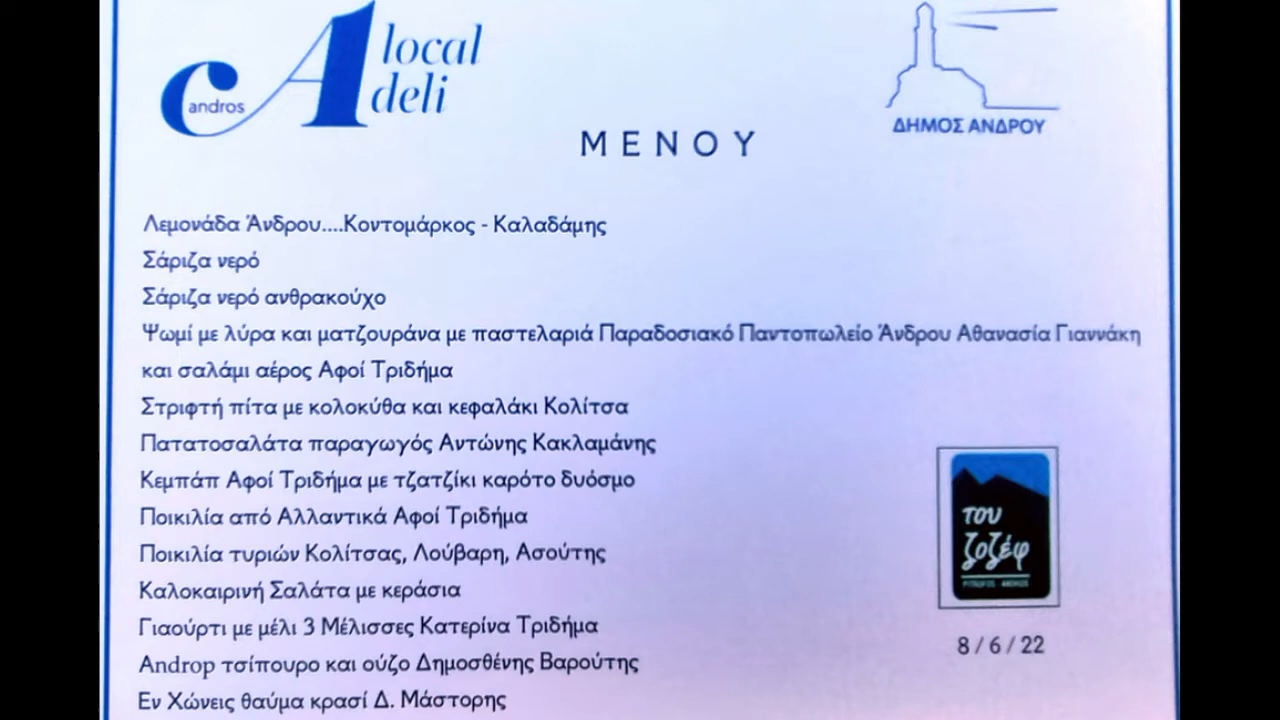 andros
A local
deli
ΔΗΜΟΣ ΑΝΔΡΟΥ
ΜΕΝΟΥ
Λεμονάδα Άνδρου....Κοντομάρκος - Καλαδάμης
Σάριζα νερό
Σάριζα νερό ανθρακούχο
Ψωμί με λύρα και ματζουράνα με παστελαριά Παραδοσιακό Παντοπωλείο Άνδρου Αθανασία Γιαννάκη
και σαλάμι αέρος Αφοί Τριδήμα
Στριφτή πίτα με κολοκύθα και κεφαλάκι Κολίτσα
Πατατοσαλάτα παραγωγός Αντώνης Κακλαμάνης
Κεμπάπ Αφοί Τριδήμα με τζατζίκι καρότο δυόσμο
Ποικιλία από Αλλαντικά Αφοί Τριδήμα
Ποικιλία τυριών Κολίτσας, Λούβαρη, Ασούτης
Καλοκαιρινή Σαλάτα με κεράσια
Γιαούρτι με μέλι 3 Μέλισσες Κατερίνα Τριδήμα
Androp τσίπουρο και ούζο Δημοσθένης Βαρούτης
Εν Χώνεις θαύμα κρασί Δ. Μάστορης
του
ζοζέφ
8 / 6 / 22